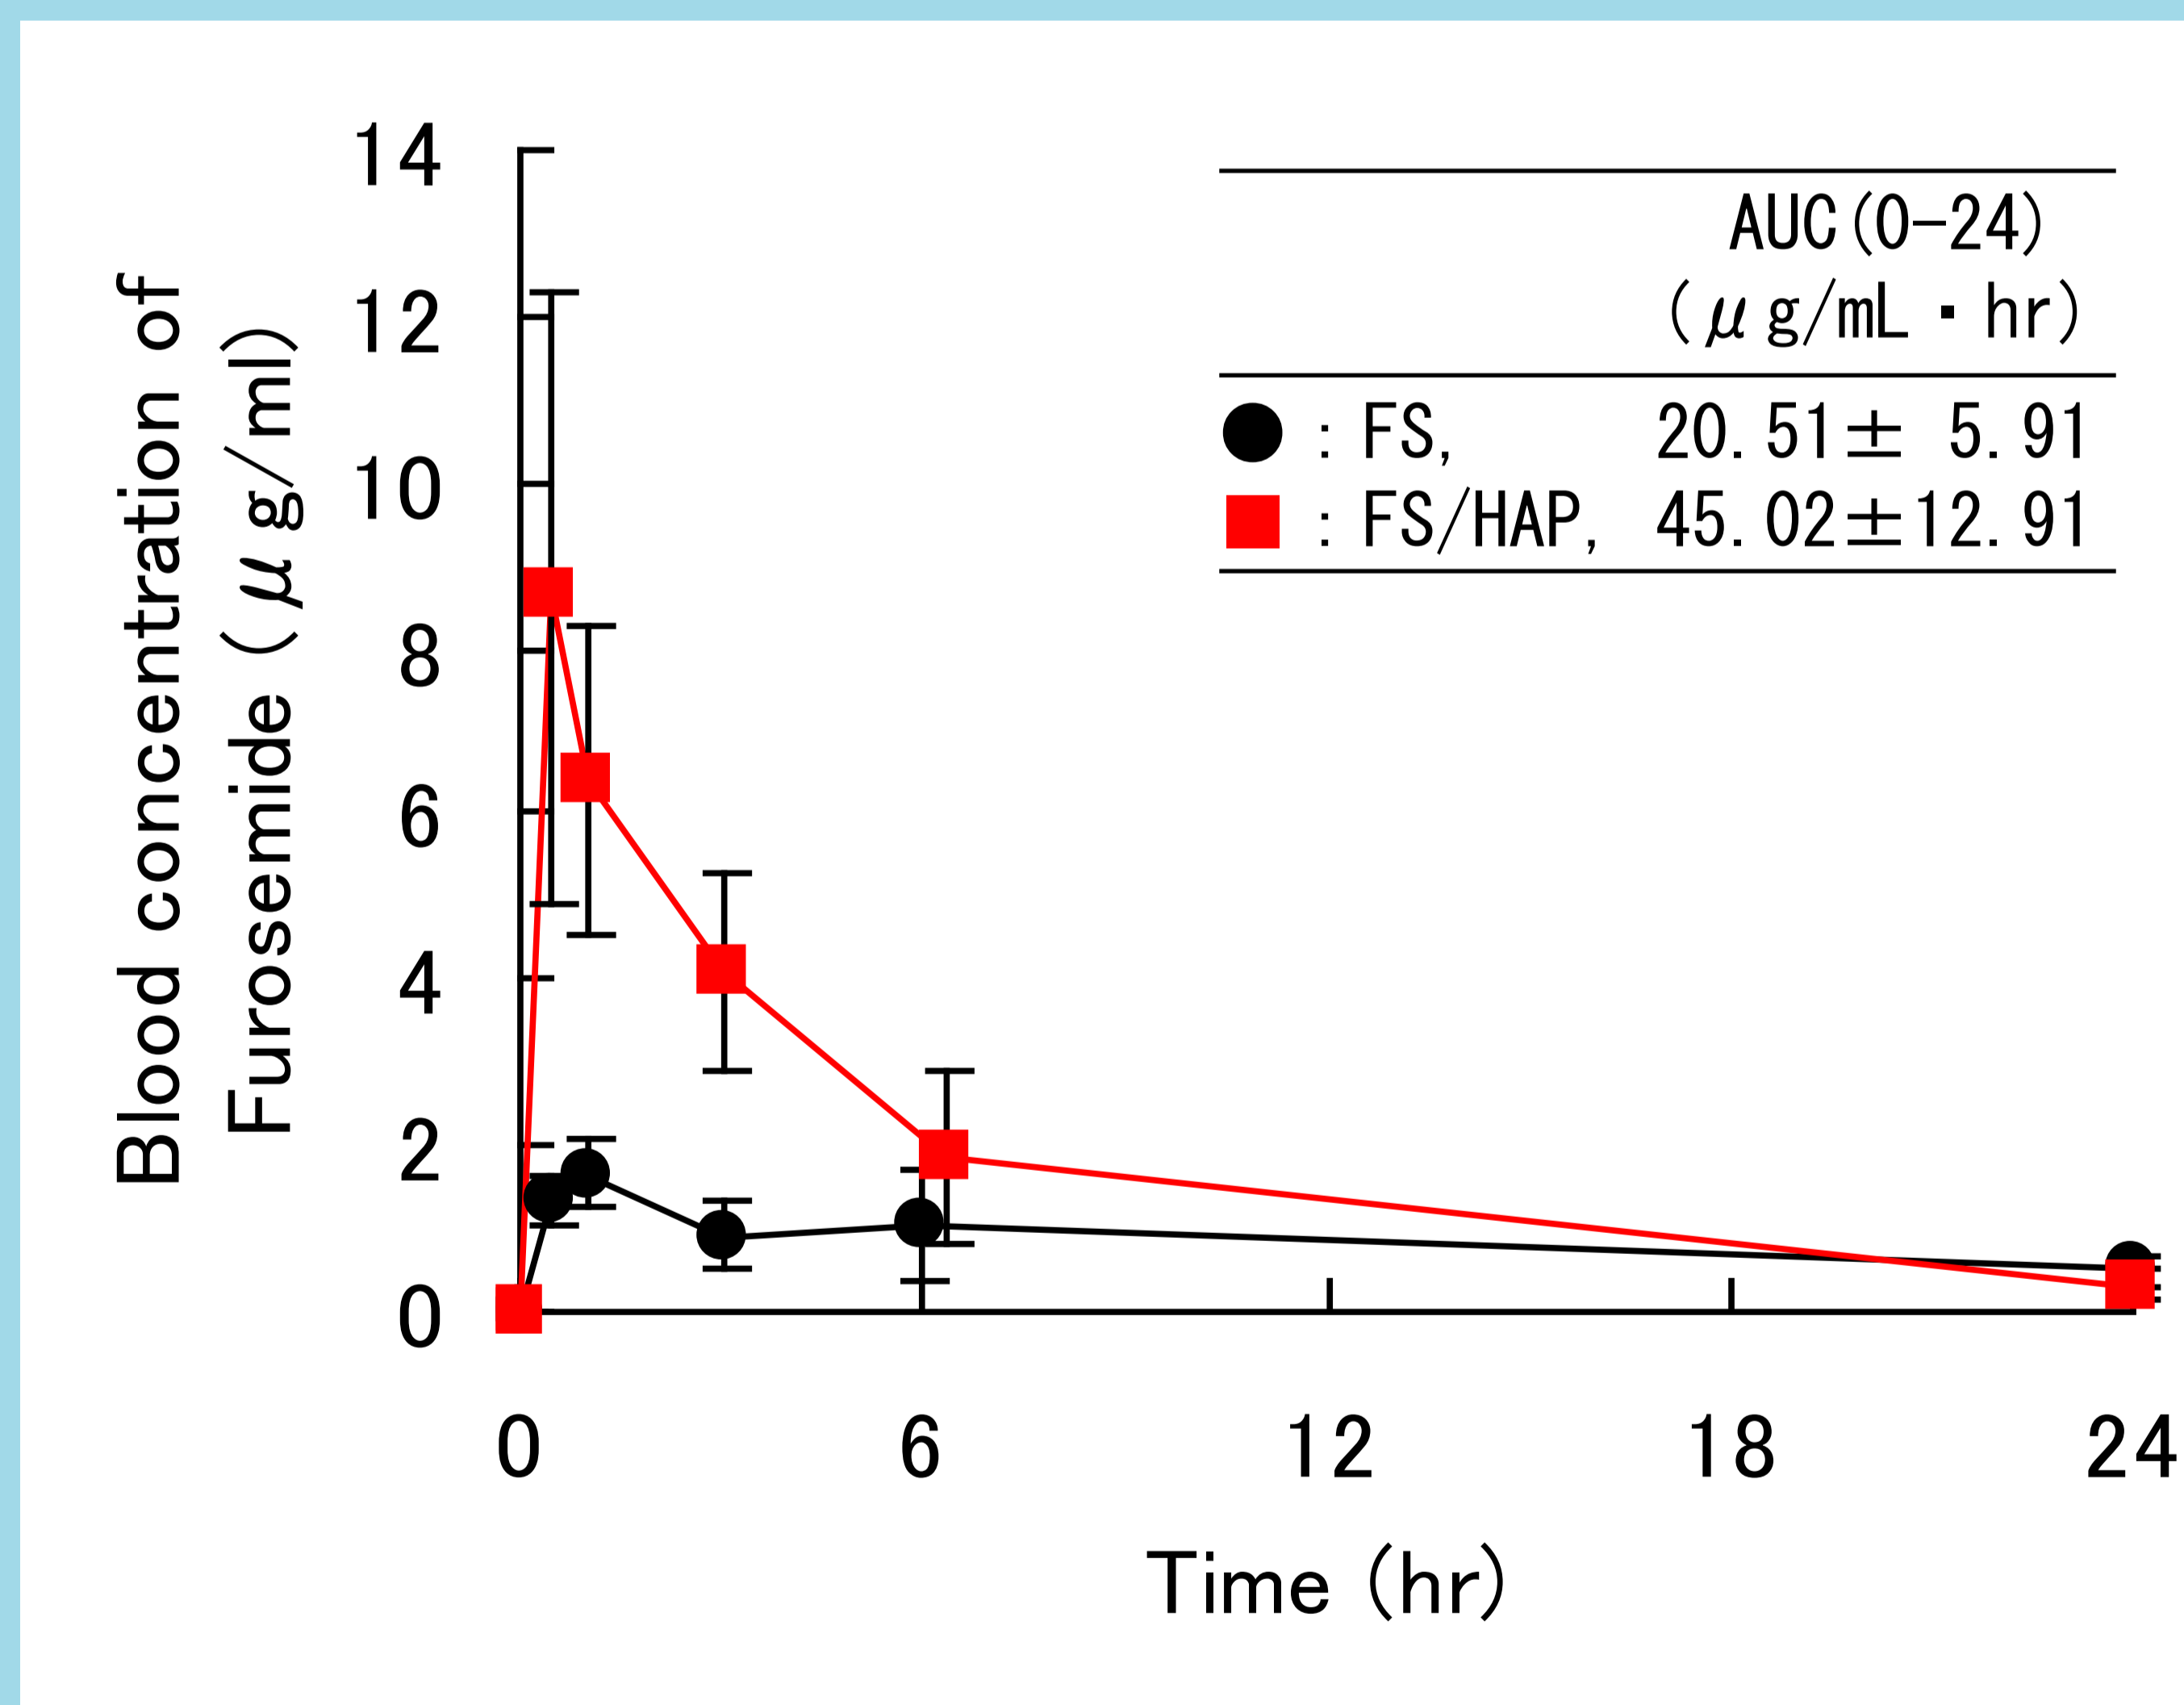 Blood concentration of
Furosemide (μg/ml)
14
12
10
8
6
4
2
0
0 6 12 18 24
Time (hr)
AUC(0-24)
(μg/mL・hr)
: FS, 20.51± 5.91
: FS/HAP, 45.02±12.91